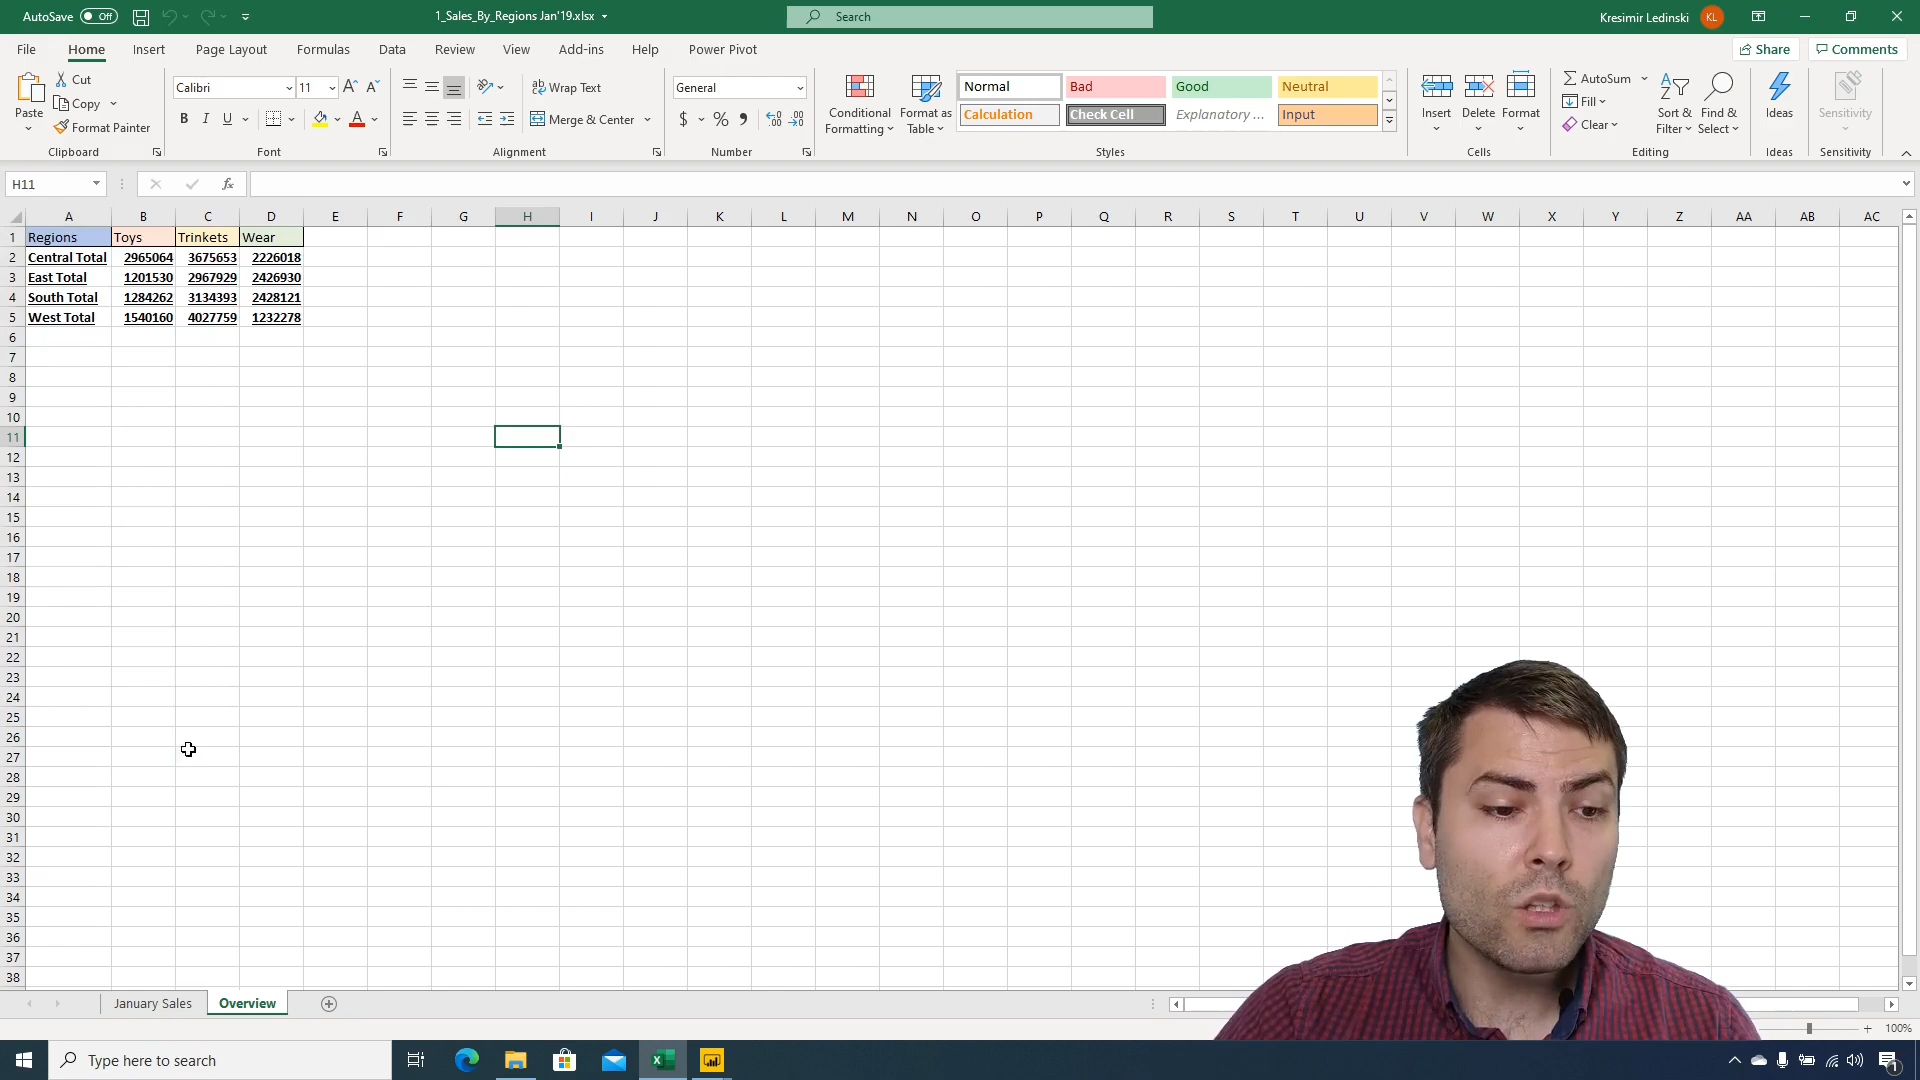 AutoSave Off 1_Sales_By_Regions Jan'19.xlsx Search Kresimir Ledinski KL
File Home Insert Page Layout Formulas Data Review View Add-ins Help Power Pivot Share Comments
Paste Cut Copy Format Painter Clipboard
Calibri 11 B I U A Font
Wrap Text Merge & Center Alignment
General $ % Number
Conditional Formatting Format as Table
Normal Bad Good Neutral
Calculation Check Cell Explanatory ... Input
Styles
Insert Delete Format Cells
AutoSum Fill Clear Sort & Filter Find & Select Editing
Ideas Ideas
Sensitivity Sensitivity
H11 fx
A B C D E F G H I J K L M N O P Q R S T U V W X Y Z AA AB AC
1 Regions Toys Trinkets Wear
2 Central Total 2965064 3675653 2226018
3 East Total 1201530 2967929 2426930
4 South Total 1284262 3134393 2428121
5 West Total 1540160 4027759 1232278
6
7
8
9
10
11
12
13
14
15
16
17
18
19
20
21
22
23
24
25
26
27
28
29
30
31
32
33
34
35
36
37
38
January Sales Overview
100%
Type here to search
1